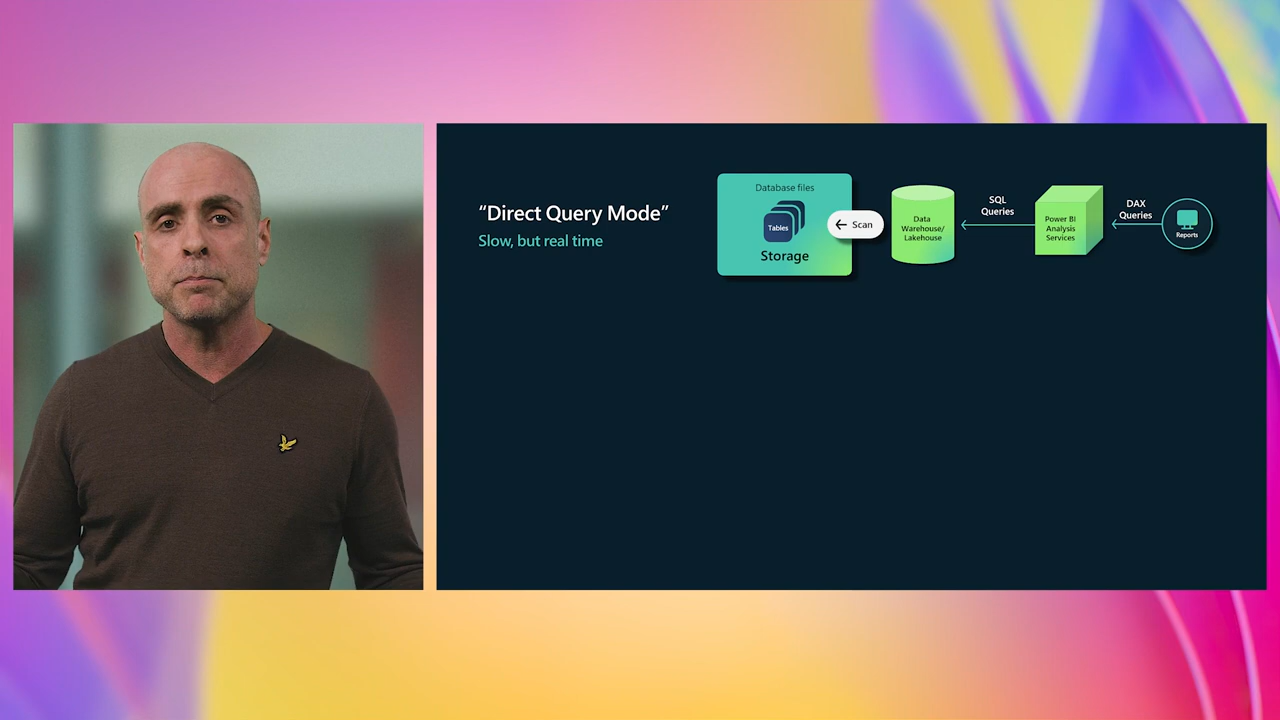 “Direct Query Mode”
Slow, but real time
Database files
Tables
Storage
Scan
Data
Warehouse/
Lakehouse
SQL
Queries
Power BI
Analysis
Services
DAX
Queries
Reports